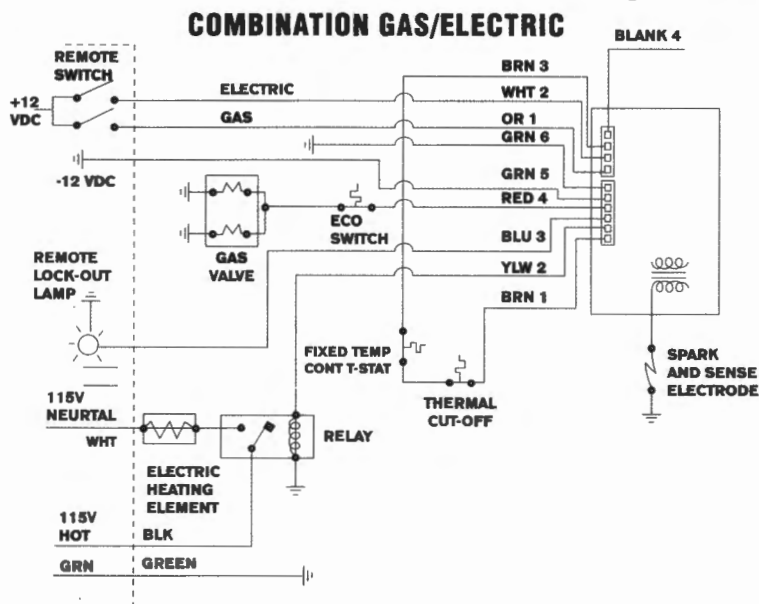 COMBINATION GAS/ELECTRIC
BLANK 4
REMOTE
SWITCH
BRN 3
+12
VDC
ELECTRIC
WHT 2
GAS
OR 1
GRN 6
-12 VDC
GRN 5
RED 4
ECO
SWITCH
BLU 3
GAS
VALVE
REMOTE
LOCK-OUT
LAMP
YLW 2
BRN 1
FIXED TEMP
CONT T-STAT
SPARK
AND SENSE
ELECTRODE
THERMAL
CUT-OFF
115V
NEURTAL
WHT
RELAY
ELECTRIC
HEATING
ELEMENT
115V
HOT
BLK
GRN
GREEN